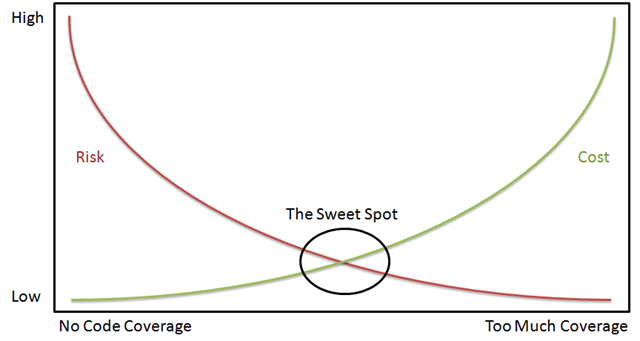 High
Risk
Cost
The Sweet Spot
Low
No Code Coverage
Too Much Coverage